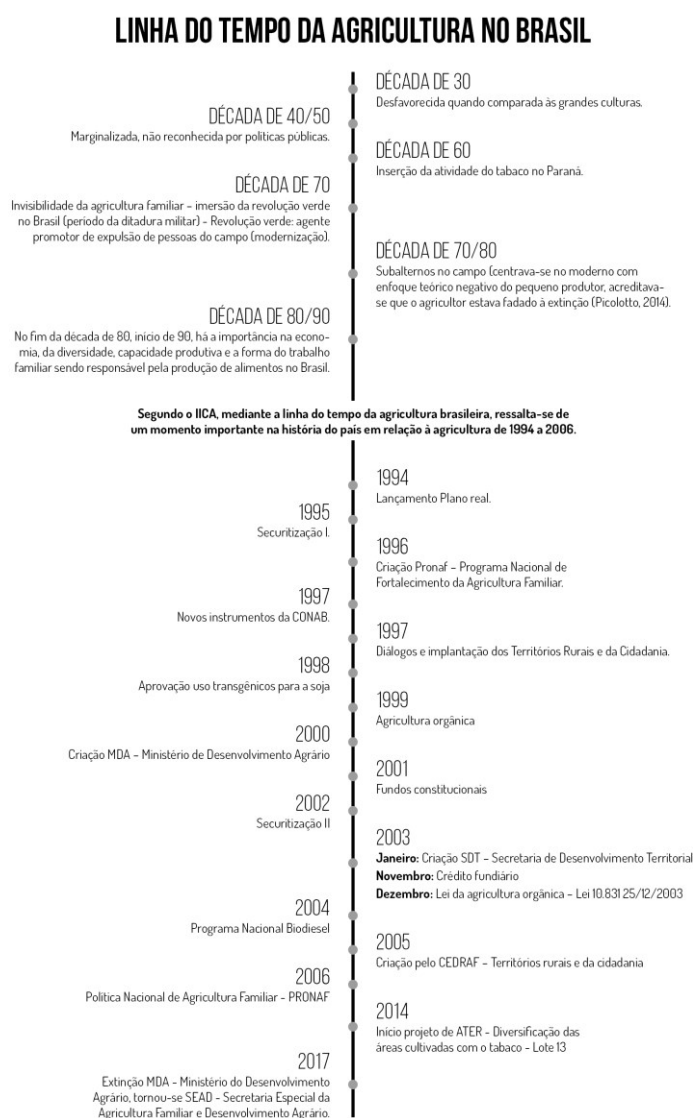 LINHA DO TEMPO DA AGRICULTURA NO BRASIL
DÉCADA DE 30
Desfavorecida quando comparada às grandes culturas.
DÉCADA DE 40/50
Marginalizada, não reconhecida por políticas públicas.
DÉCADA DE 60
Inserção da atividade do tabaco no Paraná.
DÉCADA DE 70
Invisibilidade da agricultura familiar – imersão da revolução verde
no Brasil (período da ditadura militar) - Revolução verde: agente
promotor de expulsão de pessoas do campo (modernização).
DÉCADA DE 70/80
Subalternos no campo (centrava-se no moderno com
enfoque teórico negativo do pequeno produtor, acreditava-
se que o agricultor estava fadado à extinção (Picolotto, 2014).
DÉCADA DE 80/90
No fim da década de 80, início de 90, há a importância na econo-
mia, da diversidade, capacidade produtiva e a forma do trabalho
familiar sendo responsável pela produção de alimentos no Brasil.
Segundo o IICA, mediante a linha do tempo da agricultura brasileira, ressalta-se de
um momento importante na história do país em relação à agricultura de 1994 a 2006.
1994
Lançamento Plano real.
1995
Securitização I.
1996
Criação Pronaf – Programa Nacional de
Fortalecimento da Agricultura Familiar.
1997
Novos instrumentos da CONAB.
1997
Diálogos e implantação dos Territórios Rurais e da Cidadania.
1998
Aprovação uso transgênicos para a soja
1999
Agricultura orgânica
2000
Criação MDA – Ministério de Desenvolvimento Agrário
2001
Fundos constitucionais
2002
Securitização II
2003
Janeiro: Criação SDT – Secretaria de Desenvolvimento Territorial
Novembro: Crédito fundiário
Dezembro: Lei da agricultura orgânica – Lei 10.831 25/12/2003
2004
Programa Nacional Biodiesel
2005
Criação pelo CEDRAF – Territórios rurais e da cidadania
2006
Política Nacional de Agricultura Familiar - PRONAF
2014
Início projeto de ATER - Diversificação das
áreas cultivadas com o tabaco - Lote 13
2017
Extinção MDA - Ministério do Desenvolvimento
Agrário, tornou-se SEAD - Secretaria Especial da
Agricultura Familiar e Desenvolvimento Agrário.